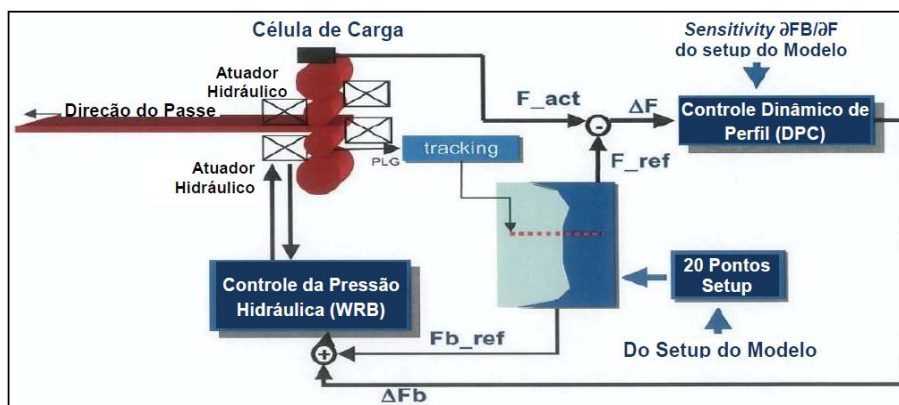 Célula de Carga
Sensitivity ∂FB/∂F
do setup do Modelo
Atuador
Hidráulico
Direção do Passe
F_act
ΔF
Controle Dinâmico de
Perfil (DPC)
-
Atuador
Hidráulico
PLG
tracking
F_ref
Controle da Pressão
Hidráulica (WRB)
20 Pontos
Setup
Fb_ref
Do Setup do Modelo
+
ΔFb